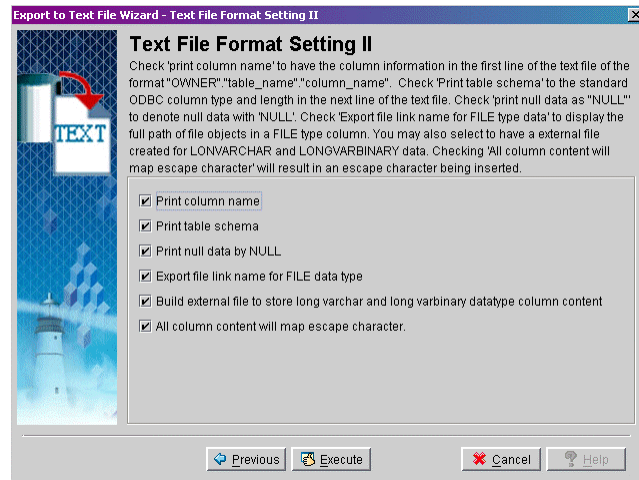 Export to Text File Wizard - Text File Format Setting II
Text File Format Setting II
Check 'print column name' to have the column information in the first line of the text file of the
format "OWNER"."table_name"."column_name". Check 'Print table schema' to the standard
ODBC column type and length in the next line of the text file. Check 'print null data as "NULL"'
to denote null data with 'NULL'. Check 'Export file link name for FILE type data' to display the
full path of file objects in a FILE type column. You may also select to have a external file
created for LONVARCHAR and LONGVARBINARY data. Checking 'All column content will
map escape character' will result in an escape character being inserted.
TEXT
Print column name
Print table schema
Print null data by NULL
Export file link name for FILE data type
Build external file to store long varchar and long varbinary datatype column content
All column content will map escape character.
Previous
Execute
Cancel
Help